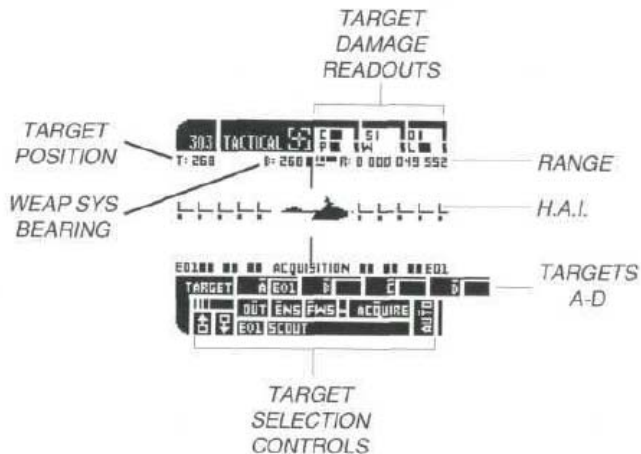 TARGET
DAMAGE
READOUTS
TARGET
POSITION
303 TACTICAL
T: 268 B: 268 R: 0 000 049 552
RANGE
WEAP SYS
BEARING
H.A.I.
E01 ACQUISITION E01
TARGET A E01 B C D
TARGETS
A-D
OUT ENS FWS ACQUIRE AUTO
E01 SCOUT
TARGET
SELECTION
CONTROLS